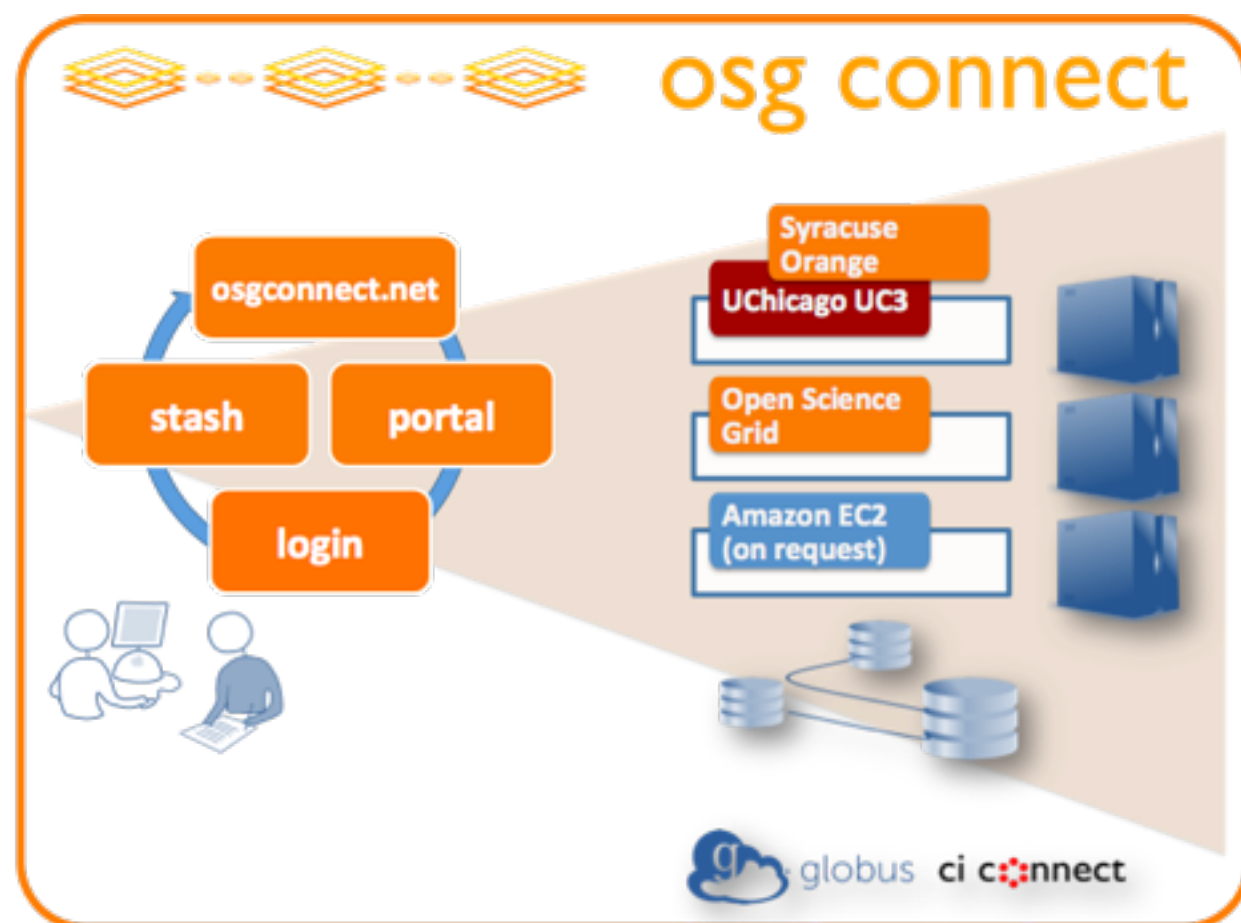 osg connect
osgconnect.net
stash
portal
login
Syracuse
Orange
UChicago UC3
Open Science
Grid
Amazon EC2
(on request)
g
globus
ci connect